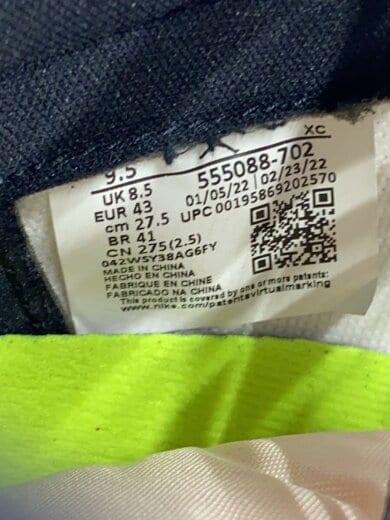 XC
9.5 555088-702
UK 8.5 01/05/22 02/23/22
EUR 43 UPC 00195869202570
cm 27.5
BR 41
CN 275(2.5)
042W5Y38AG6FY
MADE IN CHINA
HECHO EN CHINA
FABRIQUE EN CHINE
FABRICADO NA CHINA
This product is covered by one or more patents:
www.nike.com/patentsvirtualmarking